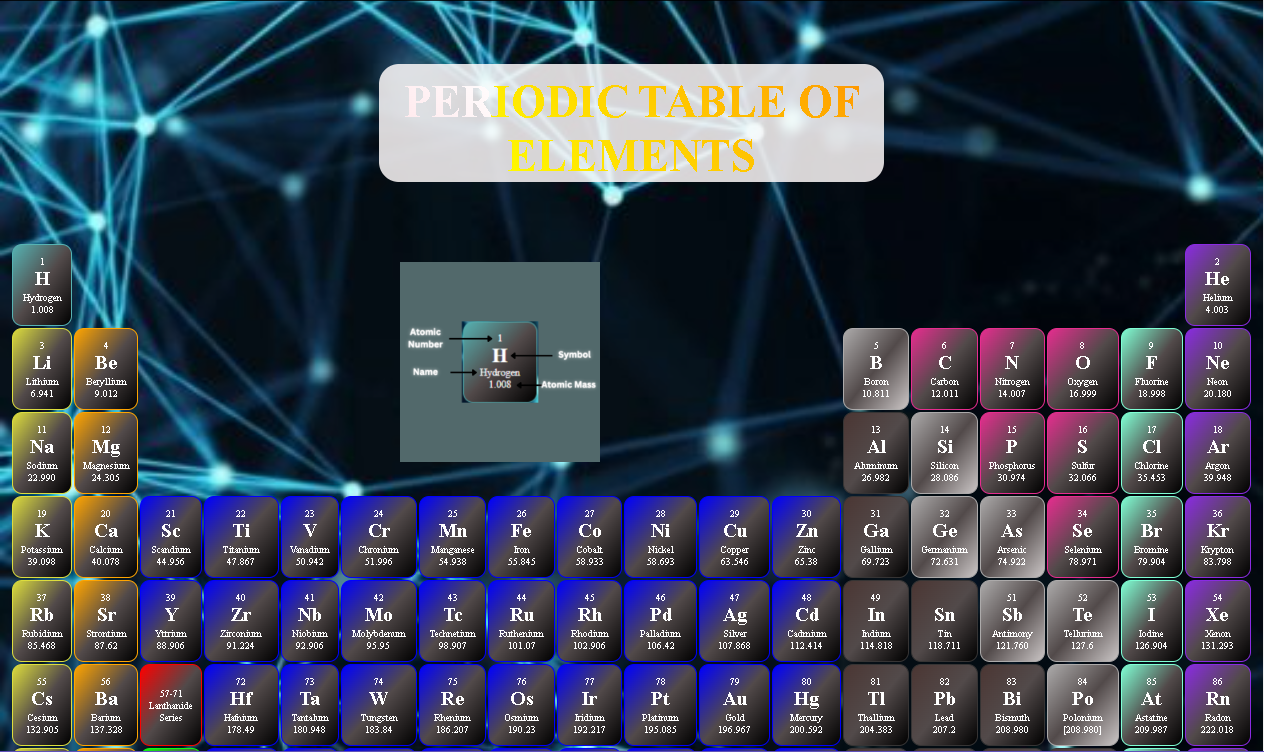 PERIODIC TABLE OF
ELEMENTS
1
H
Hydrogen
1.008
Atomic
Number
Name
1
H
Hydrogen
1.008
Symbol
Atomic Mass
2
He
Helium
4.003
3
Li
Lithium
6.941
4
Be
Beryllium
9.012
5
B
Boron
10.811
6
C
Carbon
12.011
7
N
Nitrogen
14.007
8
O
Oxygen
16.999
9
F
Fluorine
18.998
10
Ne
Neon
20.180
11
Na
Sodium
22.990
12
Mg
Magnesium
24.305
13
Al
Aluminum
26.982
14
Si
Silicon
28.086
15
P
Phosphorus
30.974
16
S
Sulfur
32.066
17
Cl
Chlorine
35.453
18
Ar
Argon
39.948
19
K
Potassium
39.098
20
Ca
Calcium
40.078
21
Sc
Scandium
44.956
22
Ti
Titanium
47.867
23
V
Vanadium
50.942
24
Cr
Chronium
51.996
25
Mn
Manganese
54.938
26
Fe
Iron
55.845
27
Co
Cobalt
58.933
28
Ni
Nickel
58.693
29
Cu
Copper
63.546
30
Zn
Zinc
65.38
31
Ga
Gallium
69.723
32
Ge
Germanium
72.631
33
As
Arsenic
74.922
34
Se
Selenium
78.971
35
Br
Bromine
79.904
36
Kr
Krypton
83.798
37
Rb
Rubidium
85.468
38
Sr
Strontium
87.62
39
Y
Yttrium
88.906
40
Zr
Zirconium
91.224
41
Nb
Niobium
92.906
42
Mo
Molybdenum
95.95
43
Tc
Technetium
98.907
44
Ru
Ruthenium
101.07
45
Rh
Rhodium
102.906
46
Pd
Palladium
106.42
47
Ag
Silver
107.868
48
Cd
Cadmium
112.414
49
In
Indium
114.818
Sn
Tin
118.711
51
Sb
Antimony
121.760
52
Te
Tellurium
127.6
53
I
Iodine
126.904
54
Xe
Xenon
131.293
55
Cs
Cesium
132.905
56
Ba
Barium
137.328
57-71
Lanthanide
Series
72
Hf
Hafnium
178.49
73
Ta
Tantalum
180.948
74
W
Tungsten
183.84
75
Re
Rhenium
186.207
76
Os
Osmium
190.23
77
Ir
Iridium
192.217
78
Pt
Platinum
195.085
79
Au
Gold
196.967
80
Hg
Mercury
200.592
81
Tl
Thallium
204.383
82
Pb
Lead
207.2
83
Bi
Bismuth
208.980
84
Po
Polonium
[208.980]
85
At
Astatine
209.987
86
Rn
Radon
222.018